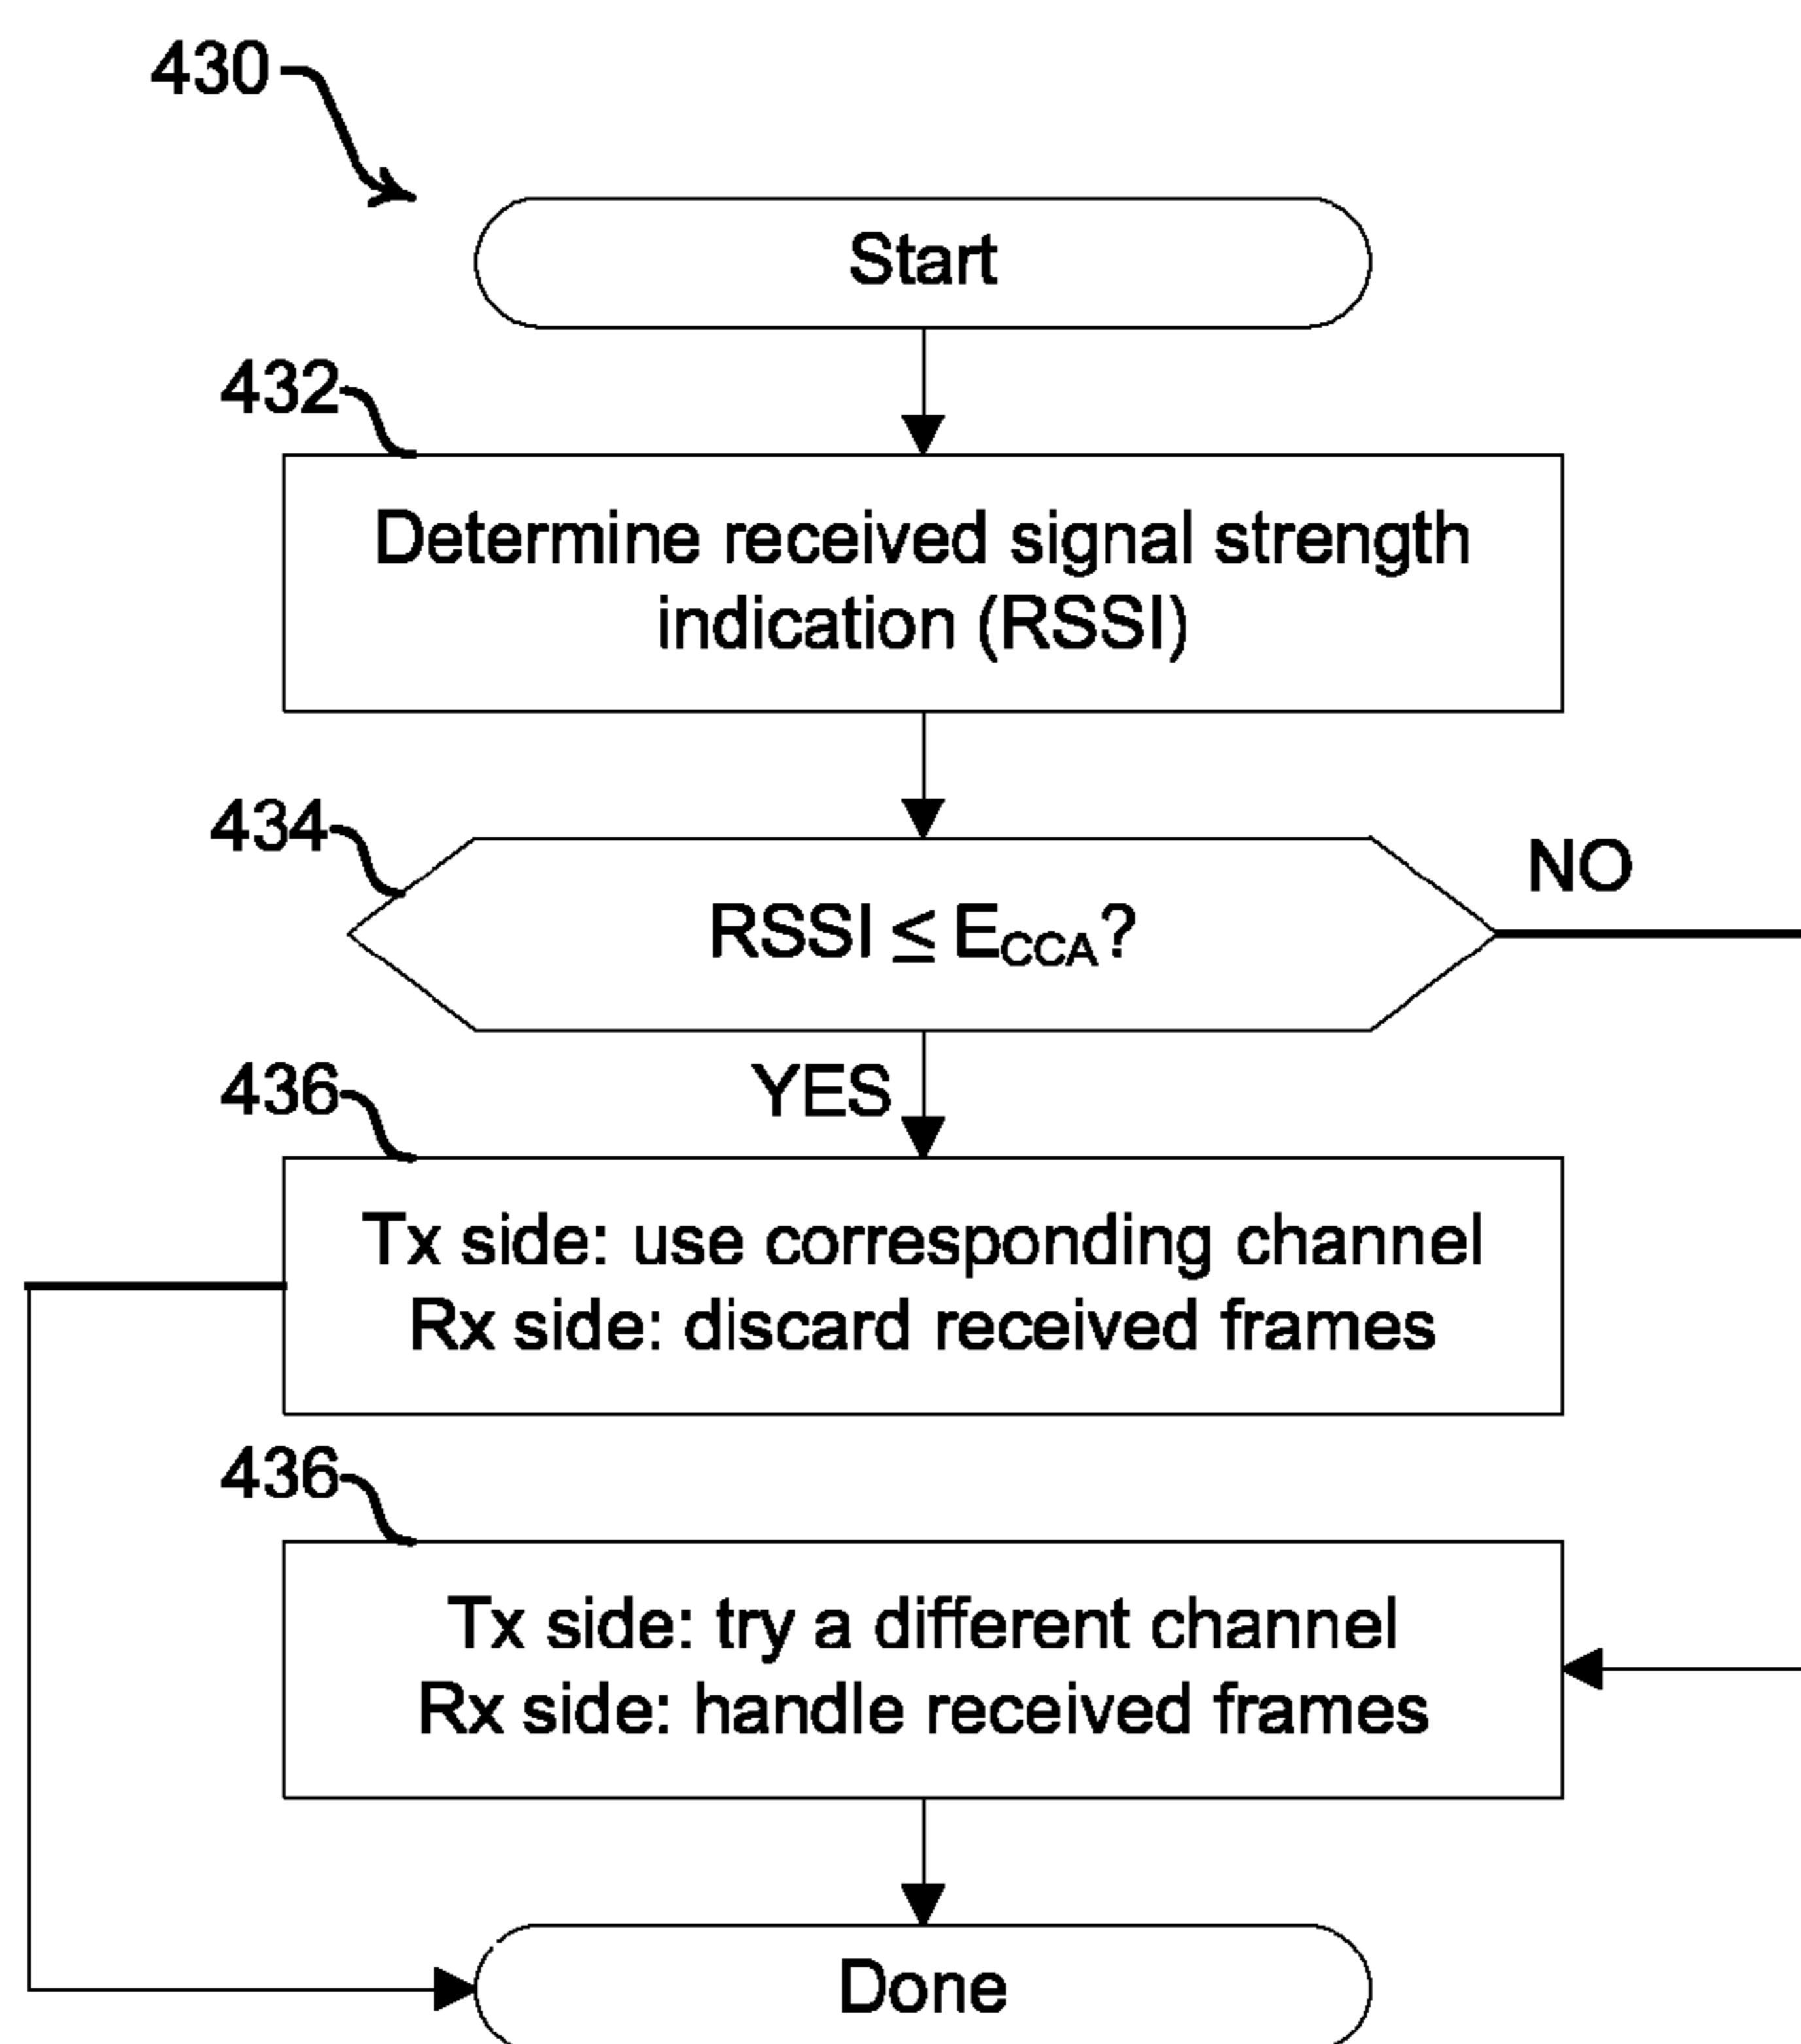 430
Start
432
Determine received signal strength
indication (RSSI)
434
RSSI ≤ ECCA?
NO
YES
436
Tx side: use corresponding channel
Rx side: discard received frames
436
Tx side: try a different channel
Rx side: handle received frames
Done